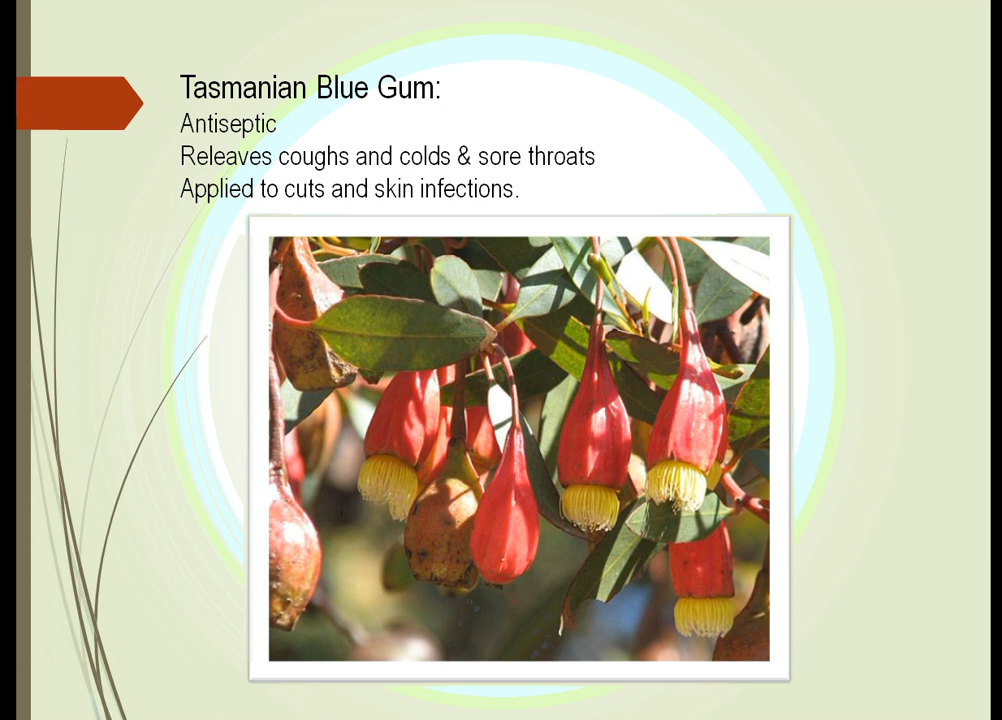 Tasmanian Blue Gum:
Antiseptic
Releaves coughs and colds & sore throats
Applied to cuts and skin infections.